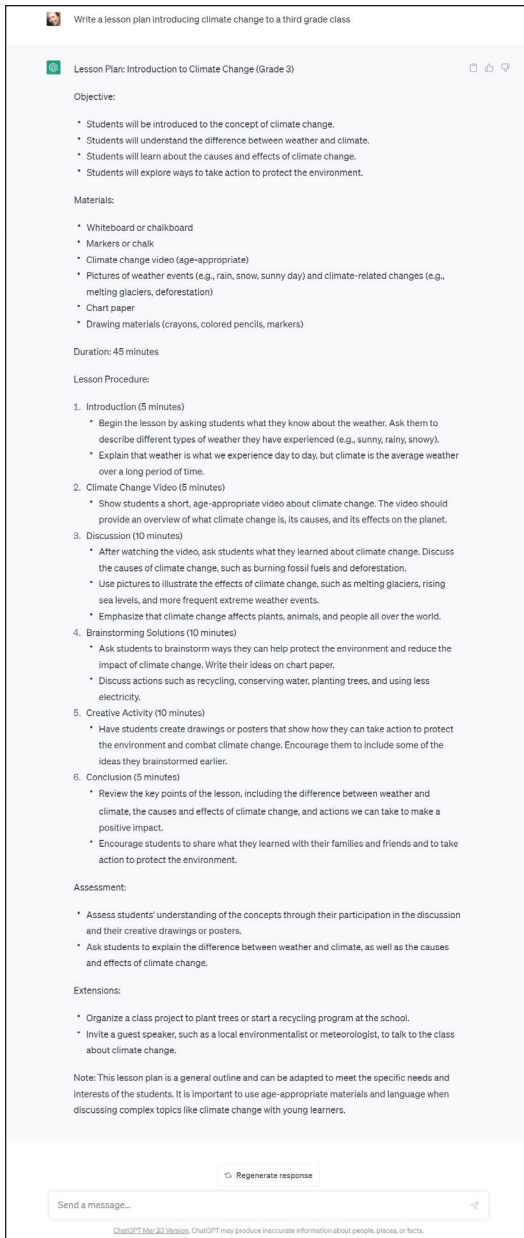 Write a lesson plan introducing climate change to a third grade class
Lesson Plan: Introduction to Climate Change (Grade 3)
Objective:
• Students will be introduced to the concept of climate change.
• Students will understand the difference between weather and climate.
• Students will learn about the causes and effects of climate change.
• Students will explore ways to take action to protect the environment.
Materials:
• Whiteboard or chalkboard
• Markers or chalk
• Climate change video (age-appropriate)
• Pictures of weather events (e.g., rain, snow, sunny day) and climate-related changes (e.g.,
melting glaciers, deforestation)
• Chart paper
• Drawing materials (crayons, colored pencils, markers)
Duration: 45 minutes
Lesson Procedure:
1. Introduction (5 minutes)
• Begin the lesson by asking students what they know about the weather. Ask them to
describe different types of weather they have experienced (e.g., sunny, rainy, snowy).
• Explain that weather is what we experience day to day, but climate is the average weather
over a long period of time.
2. Climate Change Video (5 minutes)
• Show students a short, age-appropriate video about climate change. The video should
provide an overview of what climate change is, its causes, and its effects on the planet.
3. Discussion (10 minutes)
• After watching the video, ask students what they learned about climate change. Discuss
the causes of climate change, such as burning fossil fuels and deforestation.
• Use pictures to illustrate the effects of climate change, such as melting glaciers, rising
sea levels, and more frequent extreme weather events.
• Emphasize that climate change affects plants, animals, and people all over the world.
4. Brainstorming Solutions (10 minutes)
• Ask students to brainstorm ways they can help protect the environment and reduce the
impact of climate change. Write their ideas on chart paper.
• Discuss actions such as recycling, conserving water, planting trees, and using less
electricity.
5. Creative Activity (10 minutes)
• Have students create drawings or posters that show how they can take action to protect
the environment and combat climate change. Encourage them to include some of the
ideas they brainstormed earlier.
6. Conclusion (5 minutes)
• Review the key points of the lesson, including the difference between weather and
climate, the causes and effects of climate change, and actions we can take to make a
positive impact.
• Encourage students to share what they learned with their families and friends and to take
action to protect the environment.
Assessment:
• Assess students' understanding of the concepts through their participation in the discussion
and their creative drawings or posters.
• Ask students to explain the difference between weather and climate, as well as the causes
and effects of climate change.
Extensions:
• Organize a class project to plant trees or start a recycling program at the school.
• Invite a guest speaker, such as a local environmentalist or meteorologist, to talk to the class
about climate change.
Note: This lesson plan is a general outline and can be adapted to meet the specific needs and
interests of the students. It is important to use age-appropriate materials and language when
discussing complex topics like climate change with young learners.
Regenerate response
Send a message...
ChatGPT Mar 23 Version. ChatGPT may produce inaccurate information about people, places, or facts.